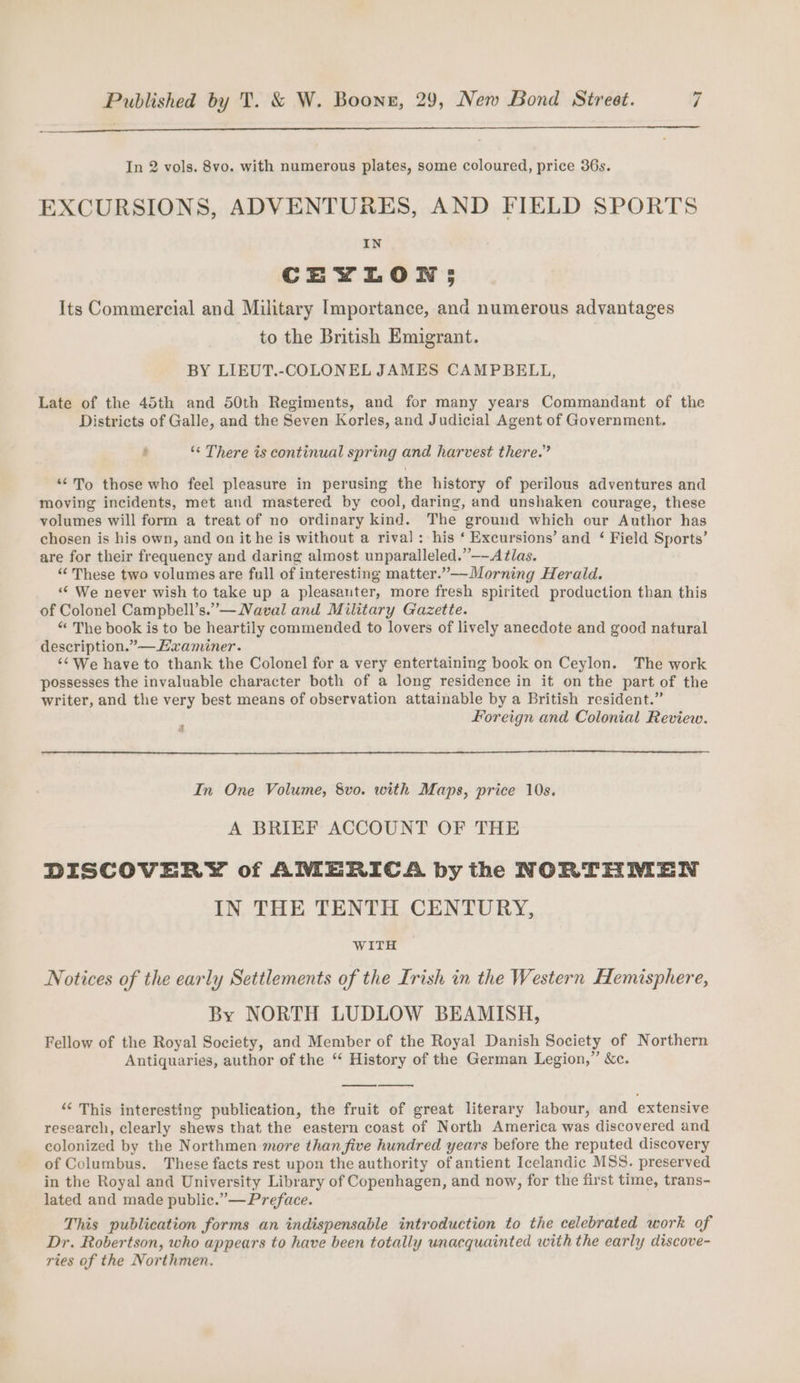 Published by T. & W. Boone, 29, New Bond Street. 7
In 2 vols. 8vo. with numerous plates, some coloured, price 36s.
EXCURSIONS, ADVENTURES, AND FIELD SPORTS
IN
CEYLON;
Its Commercial and Military Importance, and numerous advantages
to the British Emigrant.
BY LIEUT.-COLONEL JAMES CAMPBELL,
Late of the 45th and 50th Regiments, and for many years Commandant of the
Districts of Galle, and the Seven Korles, and Judicial Agent of Government.
“There is continual spring and harvest there.”
“To those who feel pleasure in perusing the history of perilous adventures and
moving incidents, met and mastered by cool, daring, and unshaken courage, these
volumes will form a treat of no ordinary kind. The ground which our Author has
chosen is his own, and on it he is without a rival: his ‘Excursions’ and ‘Field Sports’
are for their frequency and daring almost unparalleled.”—Atlas.
“These two volumes are full of interesting matter.”—Morning Herald.
“We never wish to take up a pleasanter, more fresh spirited production than this
of Colonel Campbell's.”—Naval and Military Gazette.
“The book is to be heartily commended to lovers of lively anecdote and good natural
description.”—Examiner.
“We have to thank the Colonel for a very entertaining book on Ceylon. The work
possesses the invaluable character both of a long residence in it on the part of the
writer, and the very best means of observation attainable by a British resident.”
Foreign and Colonial Review.
In One Volume, 8vo. with Maps, price 10s.
A BRIEF ACCOUNT OF THE
DISCOVERY of AMERICA by the NORTHMEN
IN THE TENTH CENTURY,
WITH
Notices of the early Settlements of the Irish in the Western Hemisphere,
By NORTH LUDLOW BEAMISH,
Fellow of the Royal Society, and Member of the Royal Danish Society of Northern
Antiquaries, author of the “History of the German Legion,” &c.
“This interesting publication, the fruit of great literary labour, and extensive
research, clearly shews that the eastern coast of North America was discovered and
colonized by the Northmen more than five hundred years before the reputed discovery
of Columbus. These facts rest upon the authority of antient Icelandic MSS. preserved
in the Royal and University Library of Copenhagen, and now, for the first time, trans-
lated and made public.”—Preface.
This publication forms an indispensable introduction to the celebrated work of
Dr. Robertson, who appears to have been totally unacquainted with the early discove-
ries of the Northmen.